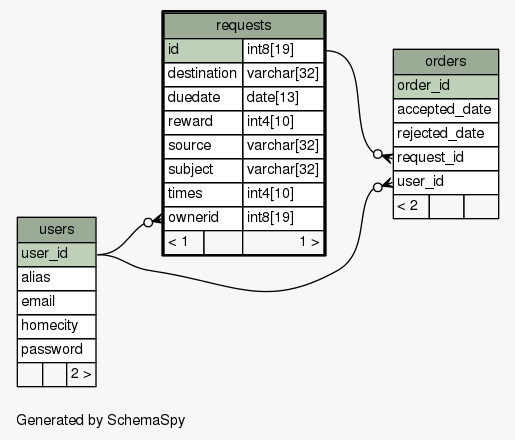 requests
id int8[19]
destination varchar[32]
duedate date[13]
reward int4[10]
source varchar[32]
subject varchar[32]
times int4[10]
ownerid int8[19]
< 1 1 >
orders
order_id
accepted_date
rejected_date
request_id
user_id
< 2
users
user_id
alias
email
homecity
password
2 >
Generated by SchemaSpy